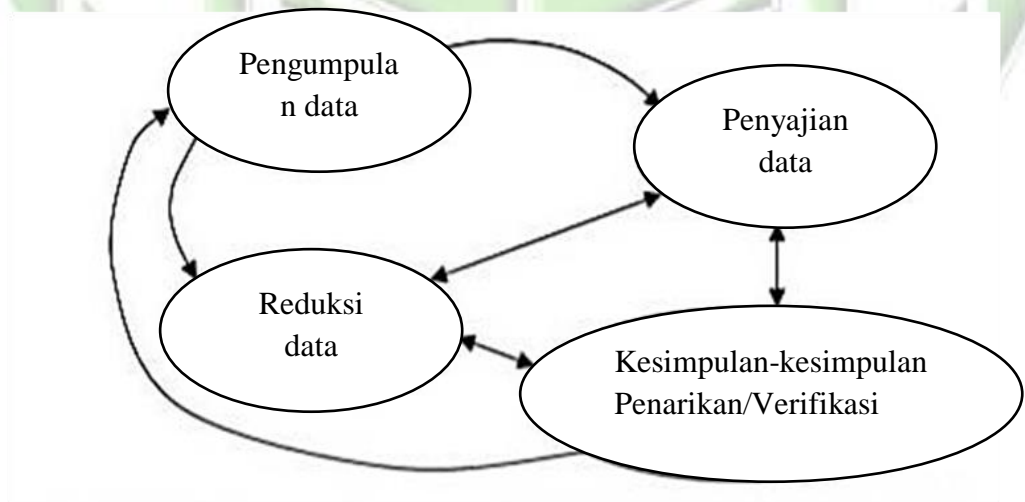 Pengumpula
n data
Penyajian
data
Reduksi
data
Kesimpulan-kesimpulan
Penarikan/Verifikasi